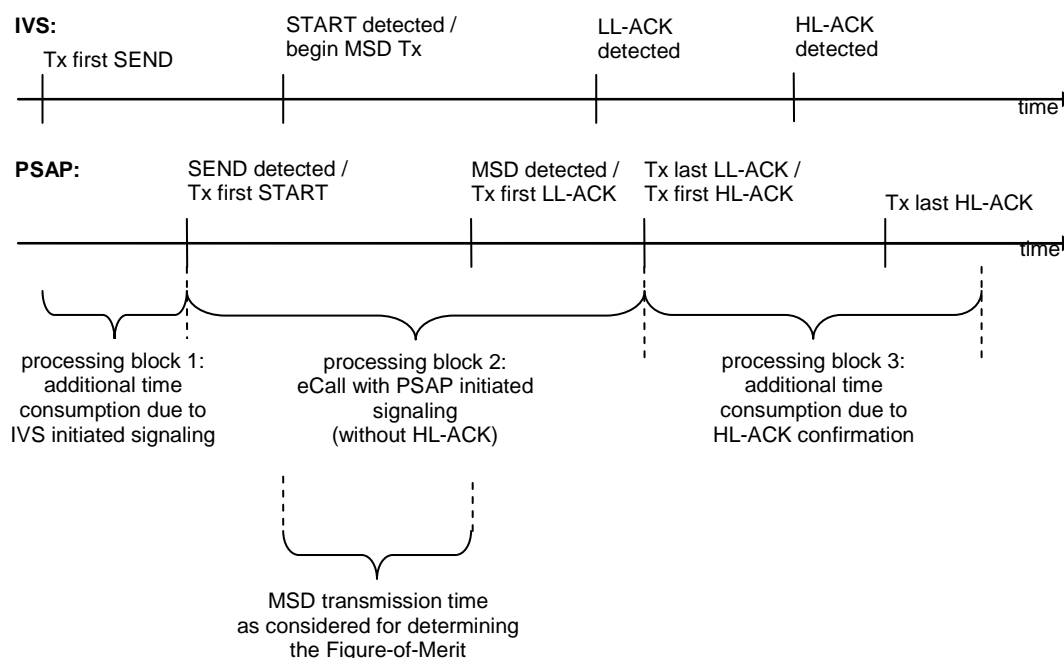 IVS:
Tx first SEND
START detected /
begin MSD Tx
LL-ACK
detected
HL-ACK
detected
time
PSAP:
SEND detected /
Tx first START
MSD detected /
Tx first LL-ACK
Tx last LL-ACK /
Tx first HL-ACK
Tx last HL-ACK
time
processing block 1:
additional time
consumption due to
IVS initiated signaling
processing block 2:
eCall with PSAP initiated
signaling
(without HL-ACK)
processing block 3:
additional time
consumption due to
HL-ACK confirmation
MSD transmission time
as considered for determining
the Figure-of-Merit